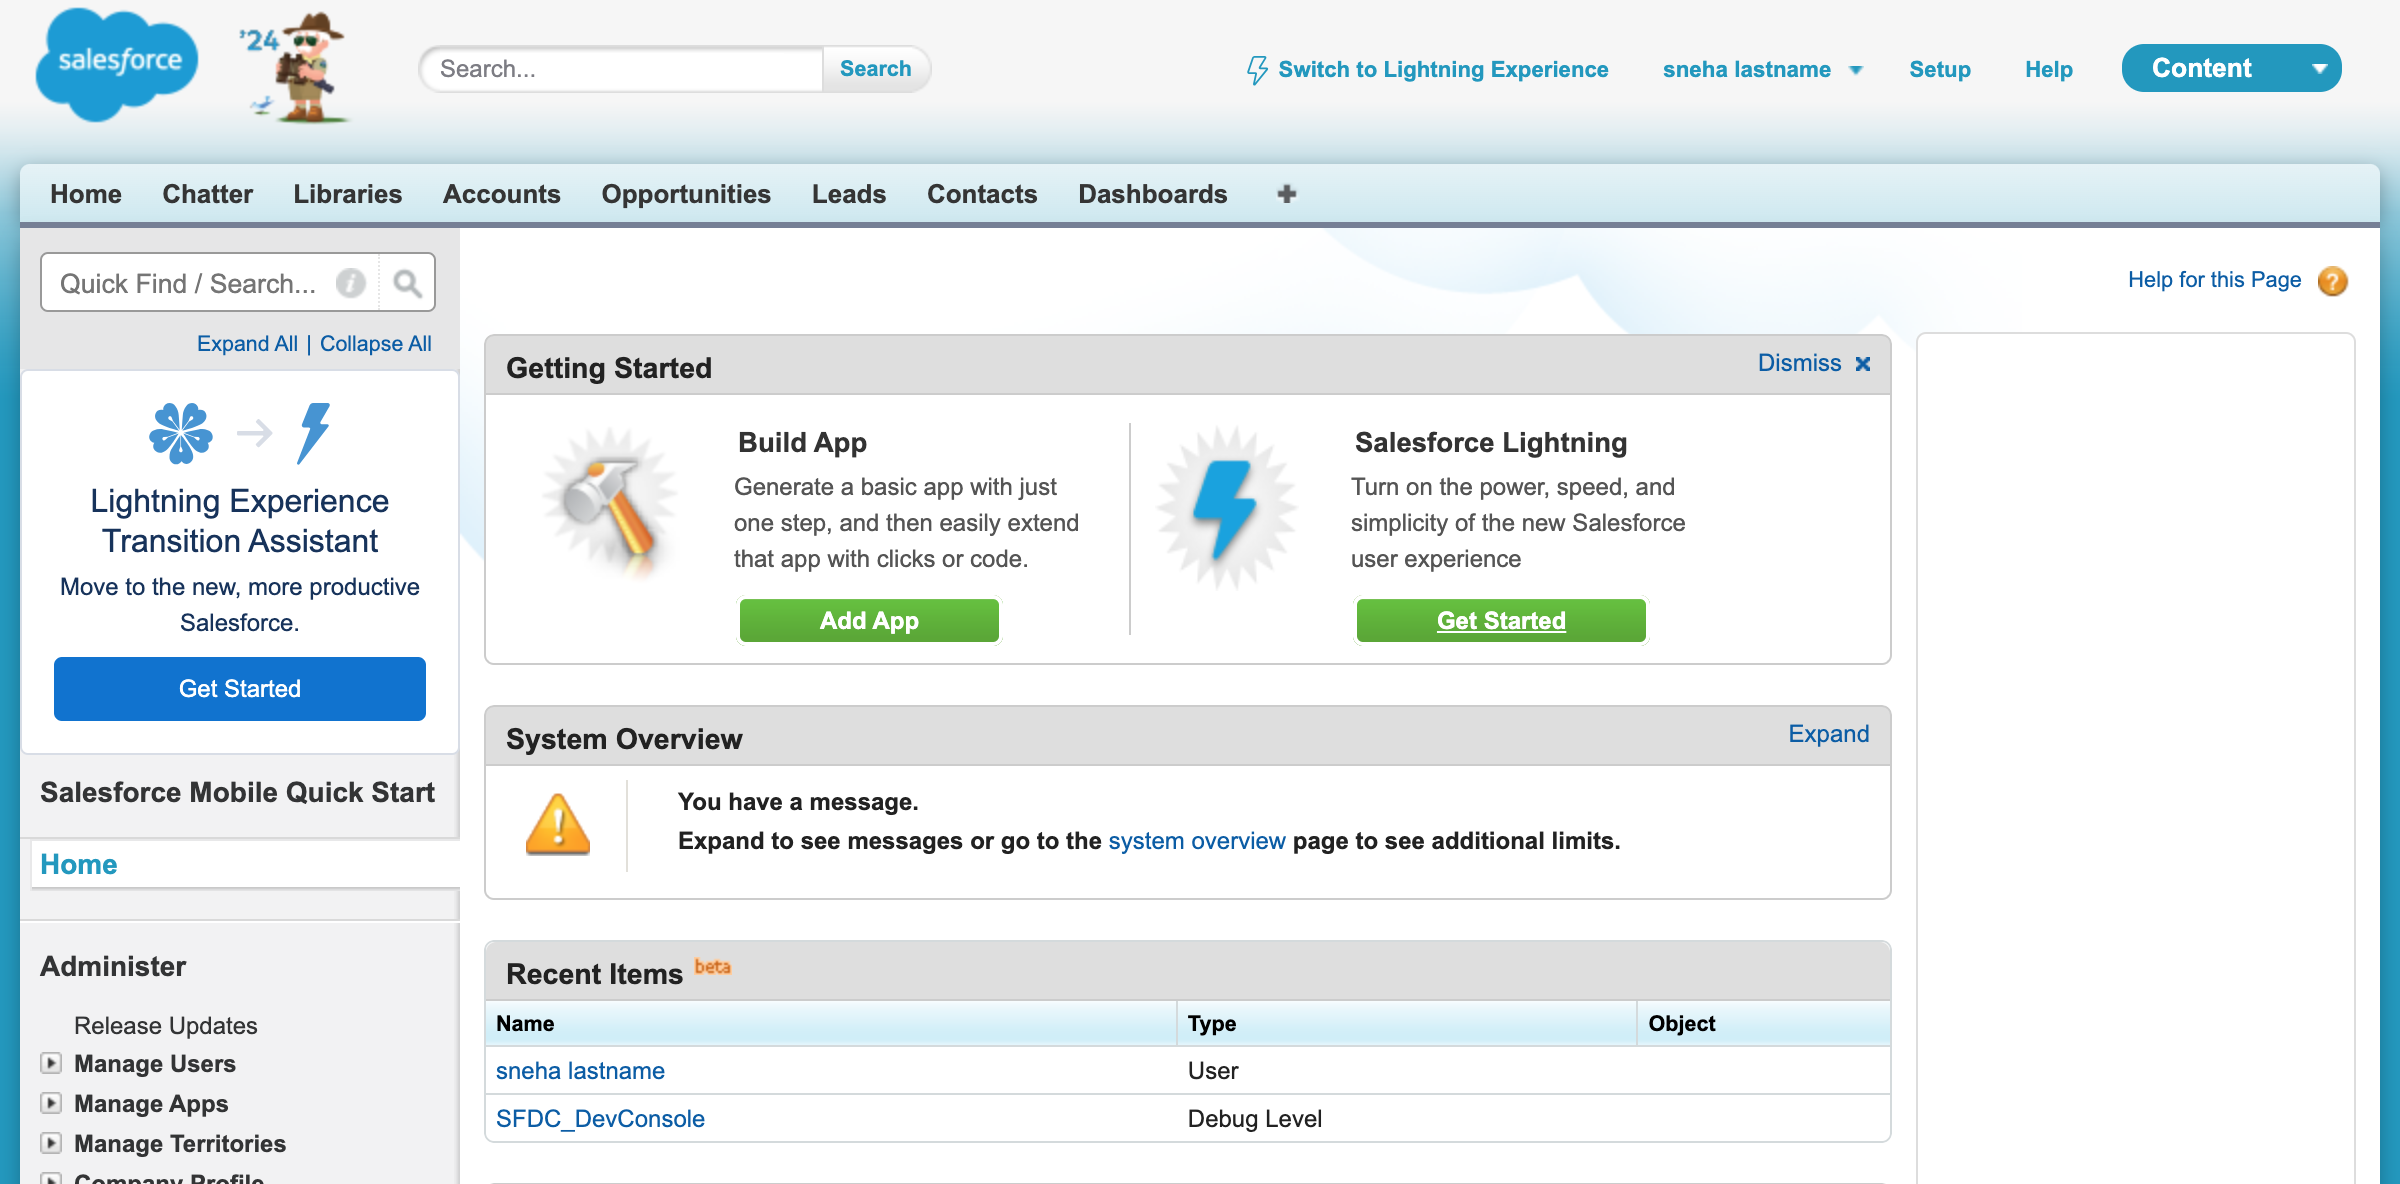 salesforce
’24
Search...
Search
Switch to Lightning Experience
sneha lastname
Setup
Help
Content
Home
Chatter
Libraries
Accounts
Opportunities
Leads
Contacts
Dashboards
Quick Find / Search...
Expand All | Collapse All
Lightning Experience
Transition Assistant
Move to the new, more productive
Salesforce.
Get Started
Salesforce Mobile Quick Start
Home
Administer
Release Updates
Manage Users
Manage Apps
Manage Territories
Company Profile
Help for this Page
Getting Started
Dismiss
Build App
Generate a basic app with just
one step, and then easily extend
that app with clicks or code.
Add App
Salesforce Lightning
Turn on the power, speed, and
simplicity of the new Salesforce
user experience
Get Started
System Overview
Expand
You have a message.
Expand to see messages or go to the system overview page to see additional limits.
Recent Items beta
Name Type Object
sneha lastname User
SFDC_DevConsole Debug Level